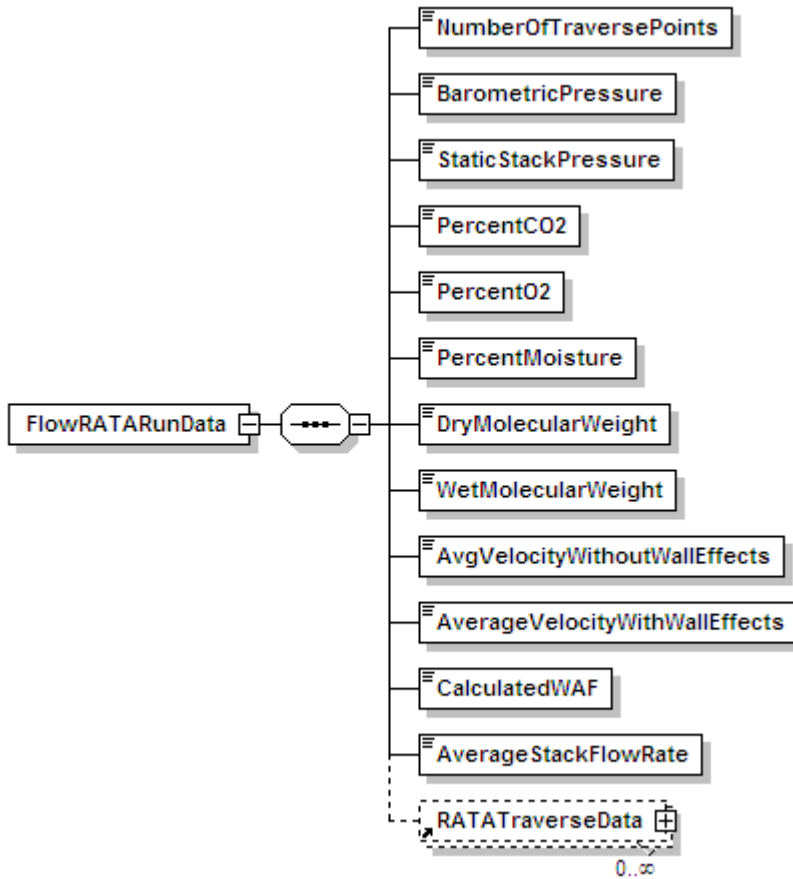 NumberOfTraversePoints
BarometricPressure
StaticStackPressure
PercentCO2
PercentO2
PercentMoisture
FlowRATARunData
DryMolecularWeight
WetMolecularWeight
AvgVelocityWithoutWallEffects
AverageVelocityWithWallEffects
CalculatedWAF
AverageStackFlowRate
RATATraverseData
0..∞